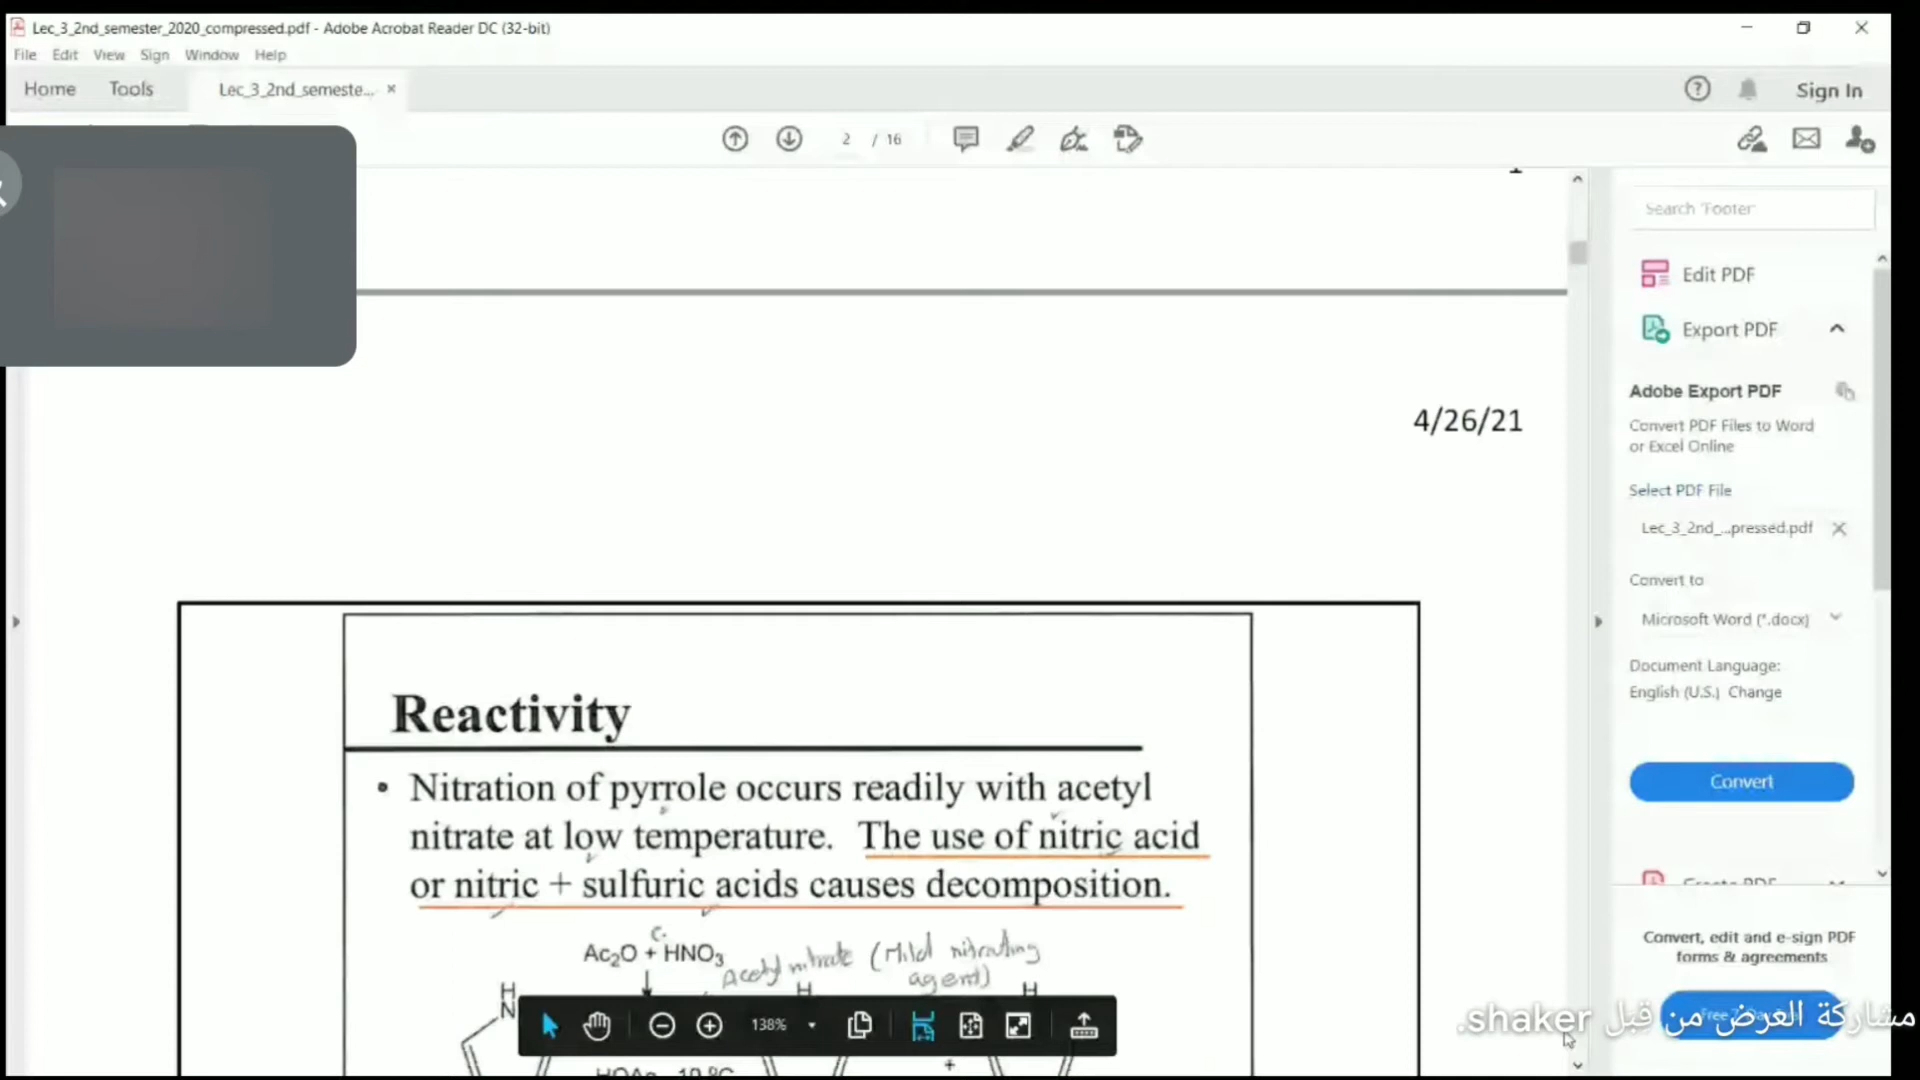 Lec_3_2nd_semester_2020_compressed.pdf - Adobe Acrobat Reader DC (32-bit)
File Edit View Sign Window Help
Home Tools Lec_3_2nd_semeste... × Sign In
2 / 16
Search 'Footer'
Edit PDF
Export PDF
Adobe Export PDF
Convert PDF Files to Word
or Excel Online
4/26/21
Select PDF File
Lec_3_2nd_...pressed.pdf
Convert to
Microsoft Word (*.docx)
Document Language:
English (U.S.) Change
Convert
Convert, edit and e-sign PDF
forms & agreements
Reactivity
• Nitration of pyrrole occurs readily with acetyl
nitrate at low temperature. The use of nitric acid
or nitric + sulfuric acids causes decomposition.
c.
Ac₂O + HNO₃
Acetyl nitrate (Mild nitrating
agent)
H
N
H
H
138%
+
مشاركة العرض من قبل shaker.